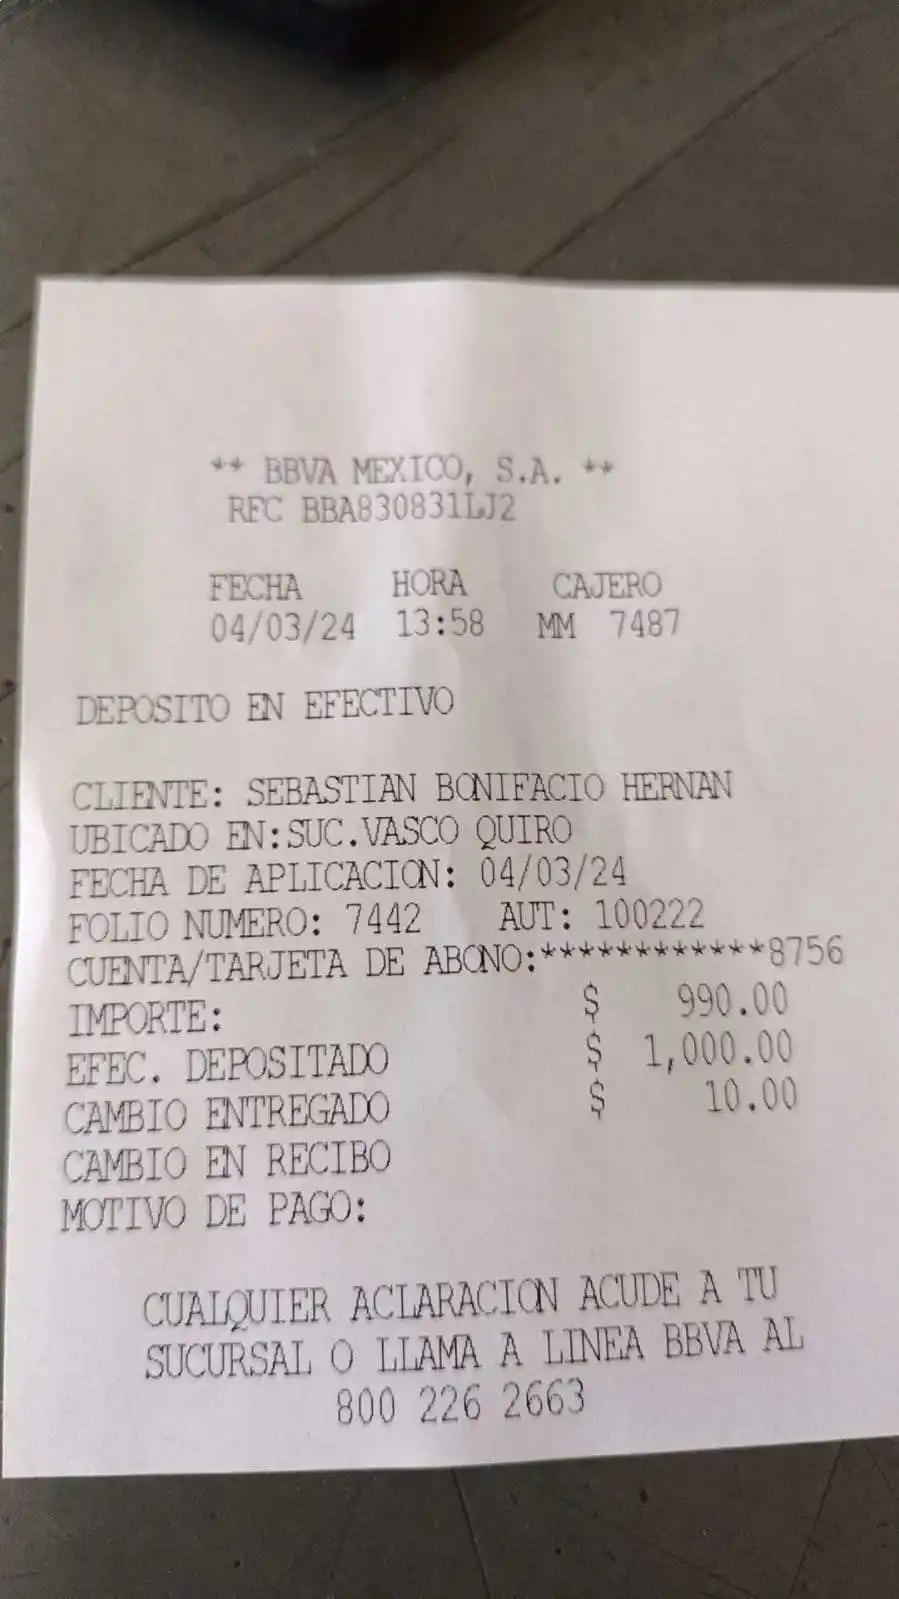 ** BBVA MEXICO, S.A. **
RFC BBA830831LJ2
FECHA HORA CAJERO
04/03/24 13:58 MM 7487
DEPOSITO EN EFECTIVO
CLIENTE: SEBASTIAN BONIFACIO HERNAN
UBICADO EN:SUC.VASCO QUIRO
FECHA DE APLICACION: 04/03/24
FOLIO NUMERO: 7442 AUT: 100222
CUENTA/TARJETA DE ABONO:************8756
IMPORTE: $ 990.00
EFEC. DEPOSITADO $ 1,000.00
CAMBIO ENTREGADO $ 10.00
CAMBIO EN RECIBO
MOTIVO DE PAGO:
CUALQUIER ACLARACION ACUDE A TU
SUCURSAL O LLAMA A LINEA BBVA AL
800 226 2663